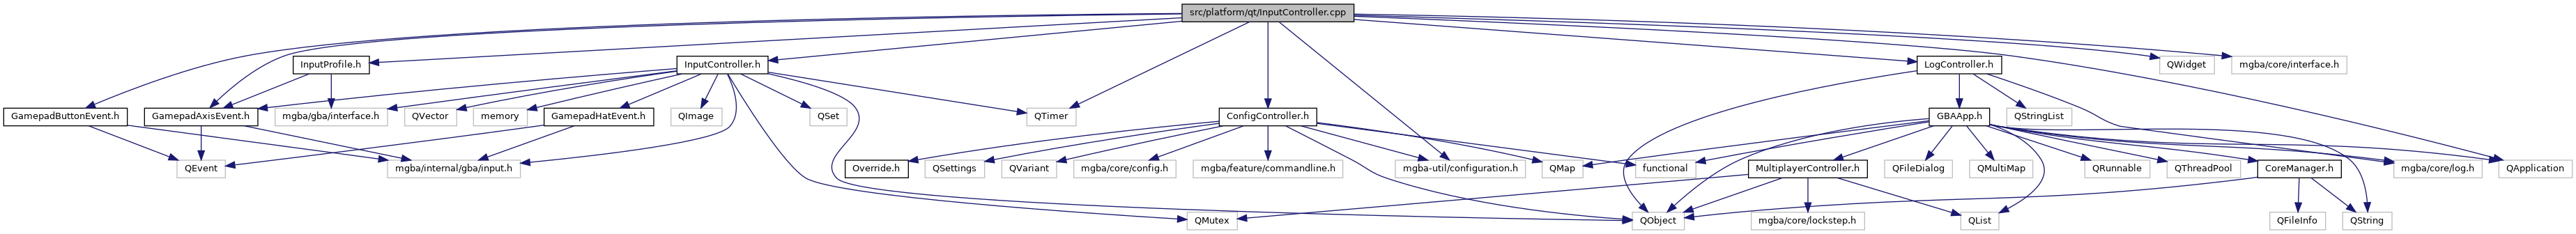 src/platform/qt/InputController.cpp
InputProfile.h
InputController.h
LogController.h
QWidget
mgba/core/interface.h
GamepadButtonEvent.h
GamepadAxisEvent.h
mgba/gba/interface.h
QVector
memory
GamepadHatEvent.h
QImage
QSet
QTimer
ConfigController.h
GBAApp.h
QStringList
QEvent
mgba/internal/gba/input.h
Override.h
QSettings
QVariant
mgba/core/config.h
mgba/feature/commandline.h
mgba-util/configuration.h
QMap
functional
MultiplayerController.h
QFileDialog
QMultiMap
QRunnable
QThreadPool
CoreManager.h
mgba/core/log.h
QApplication
QMutex
QObject
mgba/core/lockstep.h
QList
QFileInfo
QString